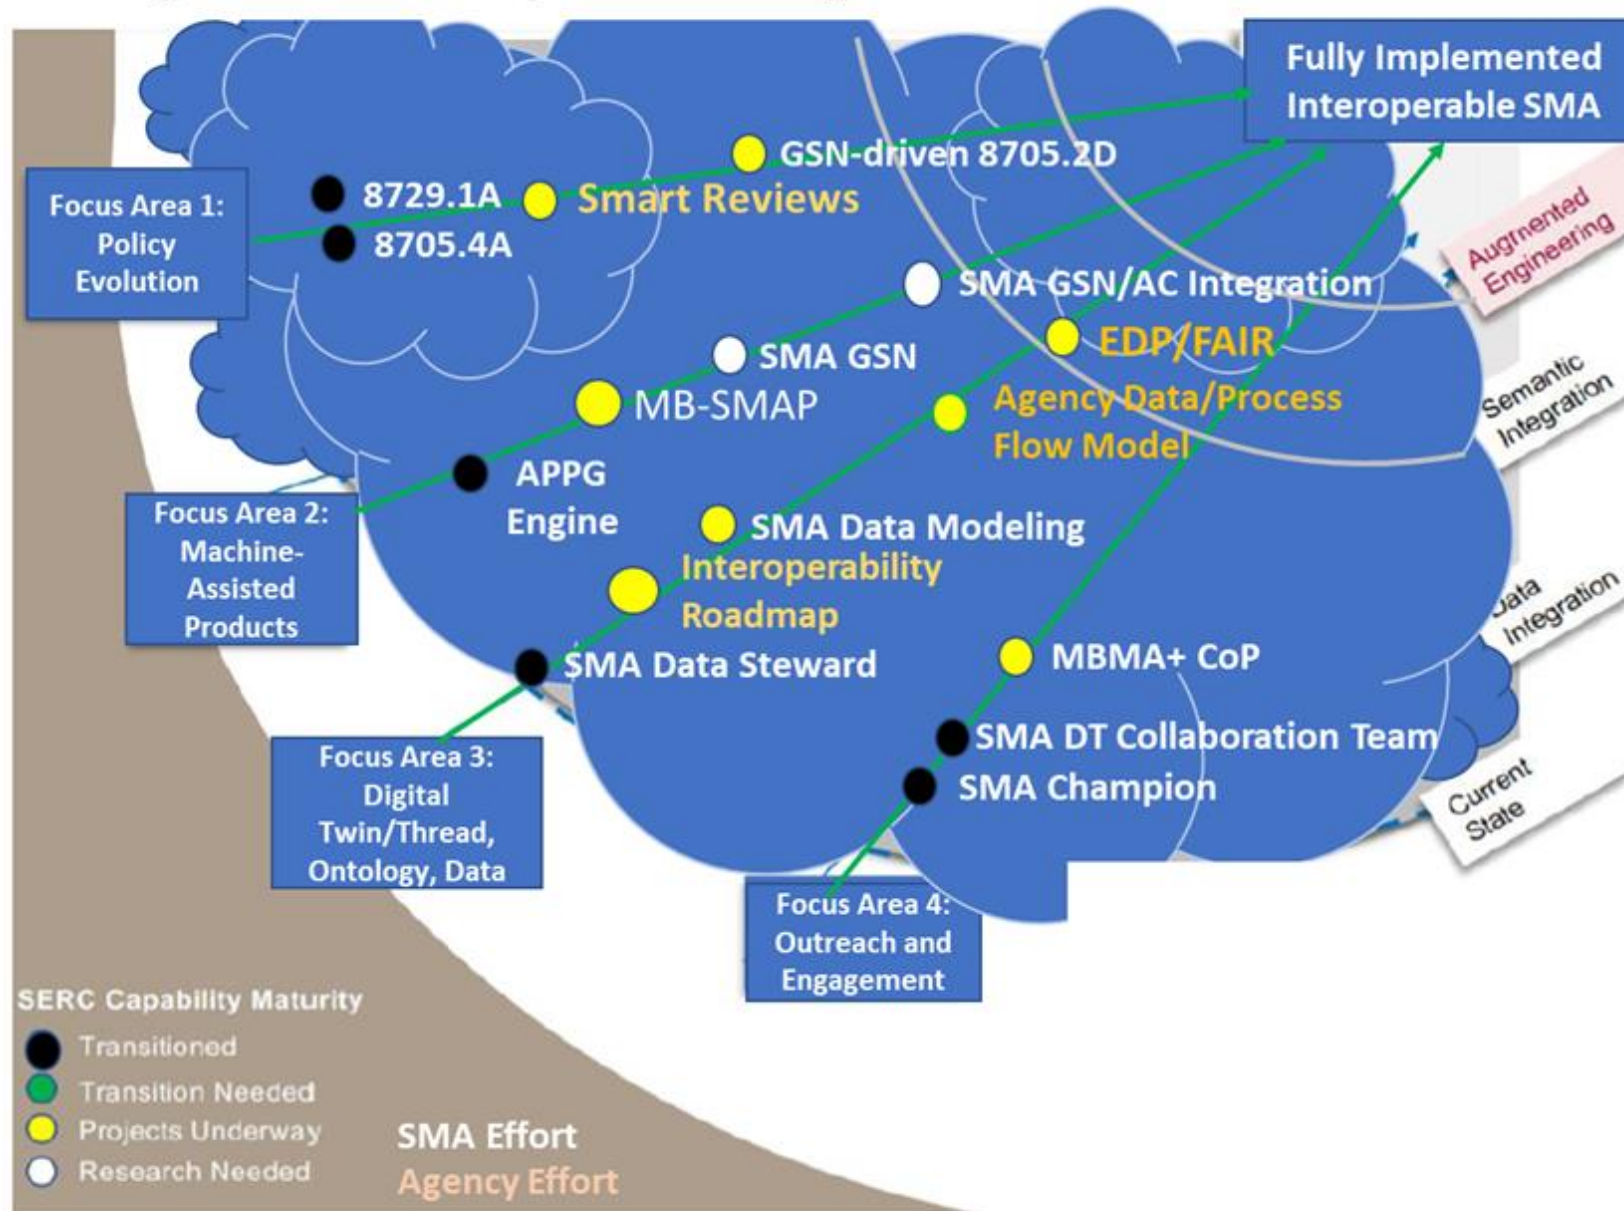 Fully Implemented
Interoperable SMA
GSN-driven 8705.2D
Focus Area 1:
Policy
Evolution
8729.1A
Smart Reviews
8705.4A
Augmented
Engineering
SMA GSN/AC Integration
EDP/FAIR
SMA GSN
MB-SMAP
Agency Data/Process
Flow Model
Semantic
Integration
APPG
Engine
Focus Area 2:
Machine-
Assisted
Products
SMA Data Modeling
Interoperability
Roadmap
Data
Integration
SMA Data Steward
MBMA+ CoP
SMA DT Collaboration Team
SMA Champion
Focus Area 3:
Digital
Twin/Thread,
Ontology, Data
Current
State
Focus Area 4:
Outreach and
Engagement
SERC Capability Maturity
Transitioned
Transition Needed
Projects Underway
Research Needed
SMA Effort
Agency Effort